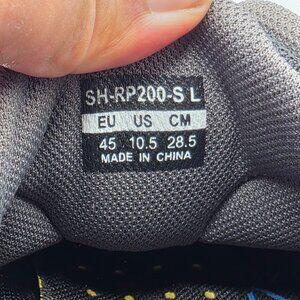 SH-RP200-S L
EU US CM
45 10.5 28.5
MADE IN CHINA